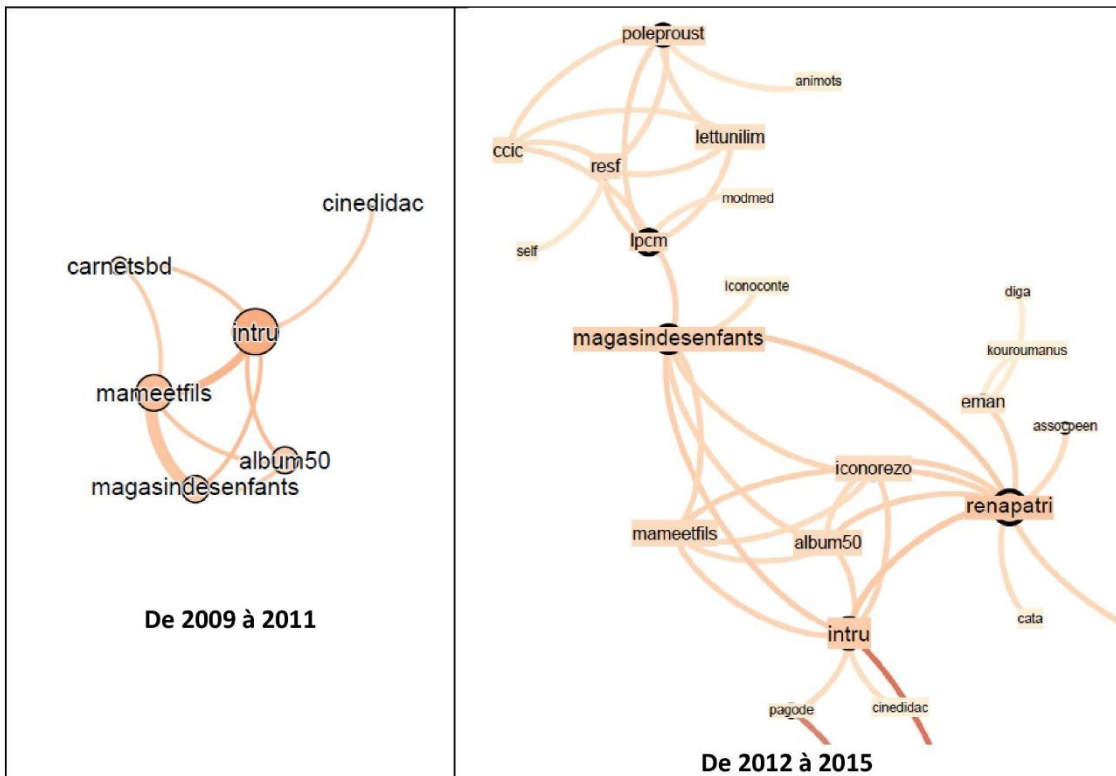 cinedidac
carnetsbd
intru
mameetfils
album50
magasindesenfants
De 2009 à 2011
poleproust
animots
lettunilim
ccic
resf
modmed
lpcm
self
iconoconte
diga
magasindesenfants
kouroumanus
eman
assocpeen
iconorezo
renapatri
mameetfils
album50
cata
intru
pagode
cinedidac
De 2012 à 2015